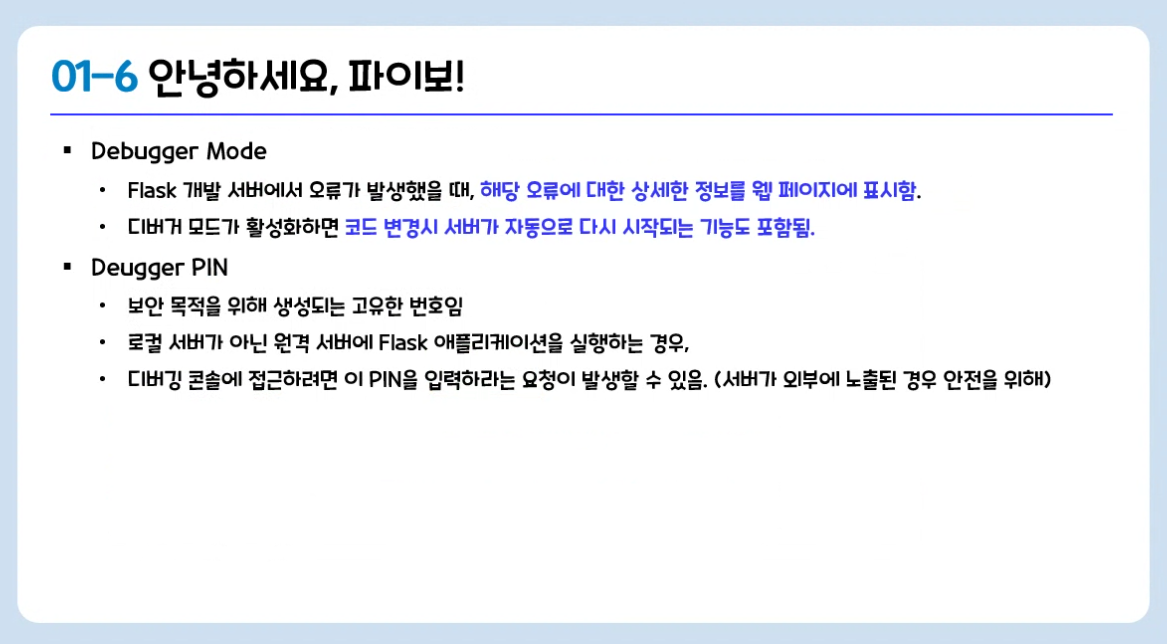 01-6 안녕하세요, 파이보!
▪ Debugger Mode
• Flask 개발 서버에서 오류가 발생했을 때, 해당 오류에 대한 상세한 정보를 웹 페이지에 표시함.
• 디버거 모드가 활성화하면 코드 변경시 서버가 자동으로 다시 시작되는 기능도 포함됨.
▪ Deugger PIN
• 보안 목적을 위해 생성되는 고유한 번호임
• 로컬 서버가 아닌 원격 서버에 Flask 애플리케이션을 실행하는 경우,
• 디버깅 콘솔에 접근하려면 이 PIN을 입력하라는 요청이 발생할 수 있음. (서버가 외부에 노출된 경우 안전을 위해)